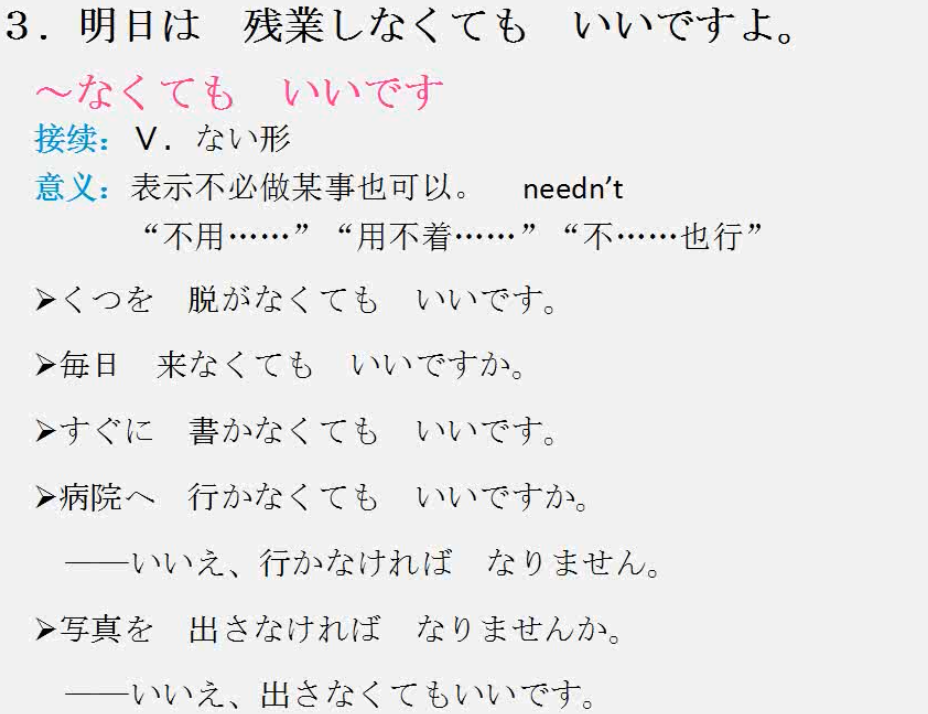 ３．明日は　残業しなくても　いいですよ。
～なくても　いいです
接续：Ｖ．ない形
意义：表示不必做某事也可以。　needn’t
“不用……”“用不着……”“不……也行”
➢くつを　脱がなくても　いいです。
➢毎日　来なくても　いいですか。
➢すぐに　書かなくても　いいです。
➢病院へ　行かなくても　いいですか。
——いいえ、行かなければ　なりません。
➢写真を　出さなければ　なりませんか。
——いいえ、出さなくてもいいです。